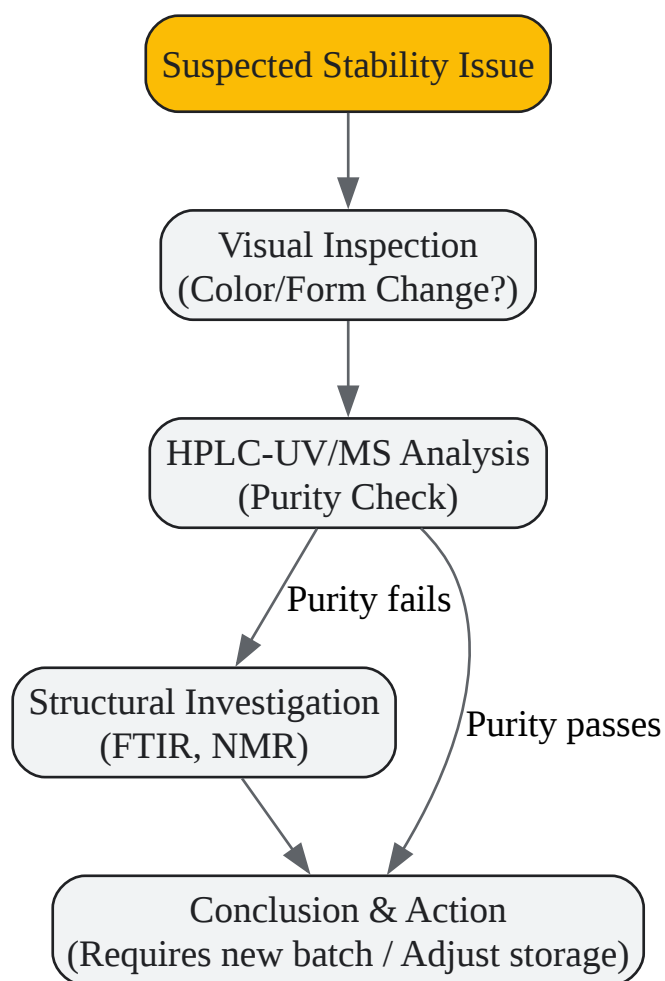 Suspected Stability Issue
Visual Inspection
(Color/Form Change?)
HPLC-UV/MS Analysis
(Purity Check)
Purity fails
Structural Investigation
(FTIR, NMR)
Purity passes
Conclusion & Action
(Requires new batch / Adjust storage)